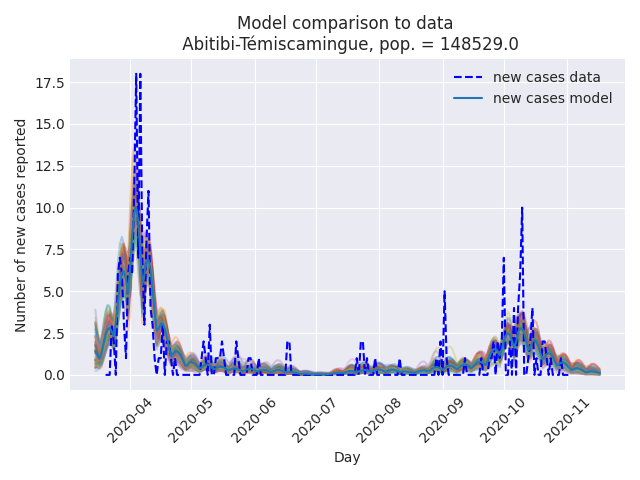 Model comparison to data
Abitibi-Témiscamingue, pop. = 148529.0
new cases data
new cases model
Number of new cases reported
17.5
15.0
12.5
10.0
7.5
5.0
2.5
0.0
2020-04
2020-05
2020-06
2020-07
2020-08
2020-09
2020-10
2020-11
Day